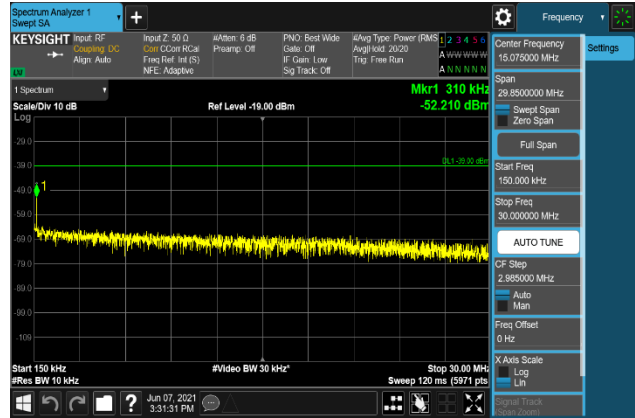 Spectrum Analyzer 1
Swept SA
Frequency
KEYSIGHT
Input: RF
Coupling: DC
Align: Auto
Input Z: 50 Ω
Corr CCorr RCal
Freq Ref: Int (S)
NFE: Adaptive
#Atten: 6 dB
Preamp: Off
PNO: Best Wide
Gate: Off
IF Gain: Low
Sig Track: Off
#Avg Type: Power (RMS
Avg|Hold: 20/20
Trig: Free Run
1 2 3 4 5 6
A W W W W W
A N N N N N
LV
1 Spectrum
Mkr1 310 kHz
-52.210 dBm
Scale/Div 10 dB
Ref Level -19.00 dBm
Log
-29.0
-39.0
DL1 -39.00 dBm
-49.0
1
-59.0
-69.0
-79.0
-89.0
-99.0
-109
Start 150 kHz
#Video BW 30 kHz*
Stop 30.00 MHz
#Res BW 10 kHz
Sweep 120 ms (5971 pts
?
Jun 07, 2021
3:31:31 PM
Center Frequency
15.075000 MHz
Settings
Span
29.8500000 MHz
Swept Span
Zero Span
Full Span
Start Freq
150.000 kHz
Stop Freq
30.000000 MHz
AUTO TUNE
CF Step
2.985000 MHz
Auto
Man
Freq Offset
0 Hz
X Axis Scale
Log
Lin
Signal Track
(Span Zoom)